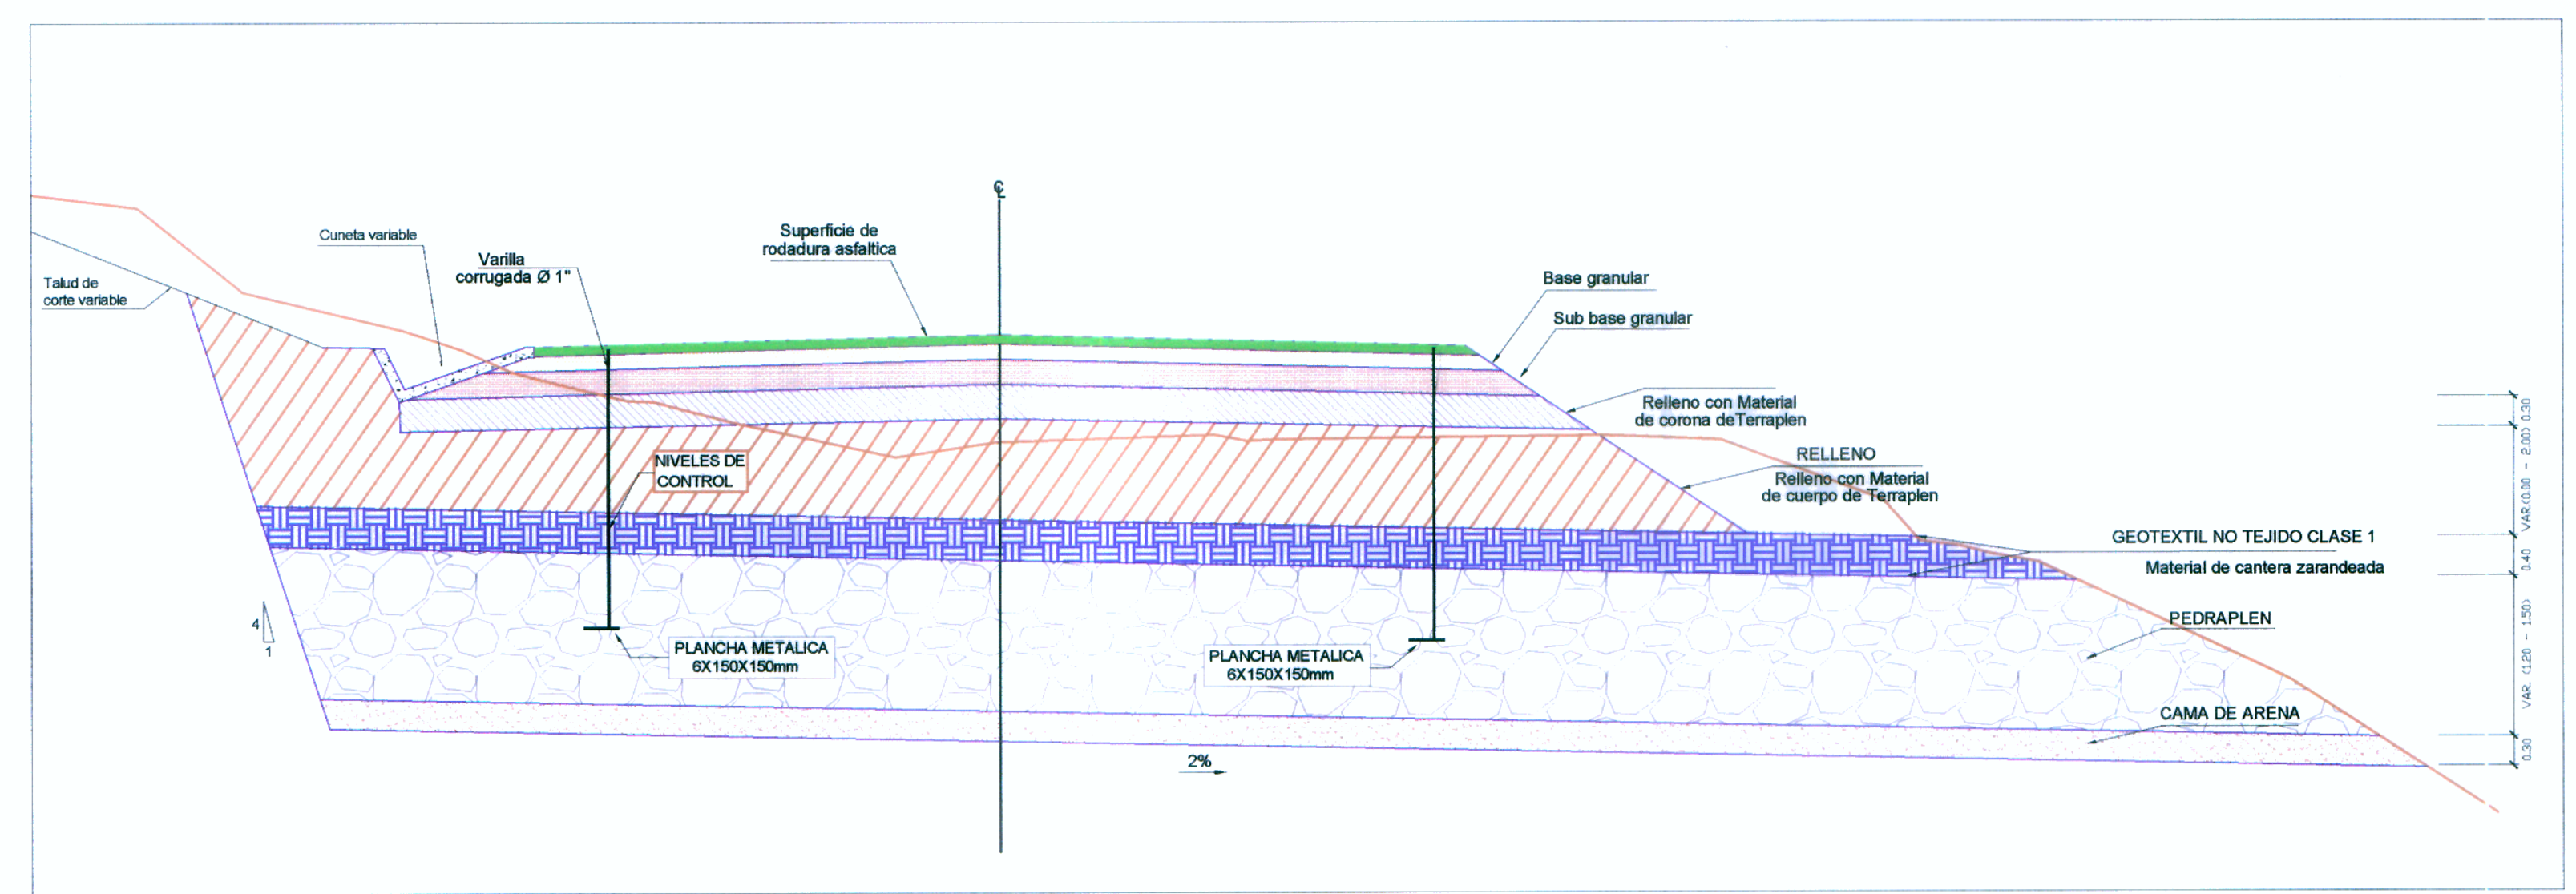 ℄
Cuneta variable
Superficie de
rodadura asfaltica
Varilla
corrugada Ø 1"
Talud de
corte variable
Base granular
Sub base granular
Relleno con Material
de corona deTerraplen
RELLENO
Relleno con Material
de cuerpo de Terraplen
NIVELES DE
CONTROL
GEOTEXTIL NO TEJIDO CLASE 1
Material de cantera zarandeada
PEDRAPLEN
4
1
PLANCHA METALICA
6X150X150mm
PLANCHA METALICA
6X150X150mm
CAMA DE ARENA
2%
0.30
VAR.(0.00 - 2.00)
0.40
VAR. (1.20 - 1.50)
0.30